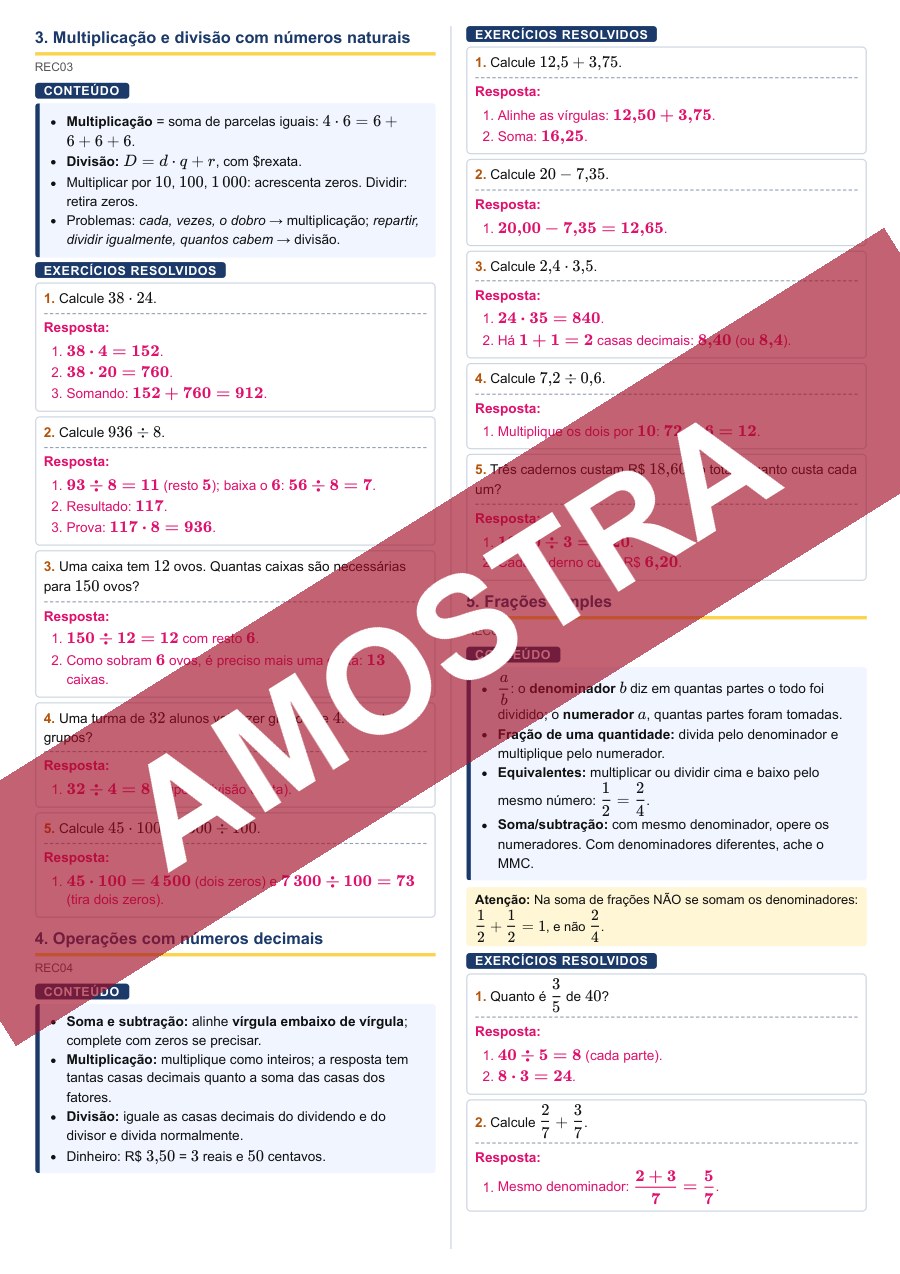 3. Multiplicação e divisão com números naturais
REC03
CONTEÚDO
• Multiplicação = soma de parcelas iguais: 4 · 6 = 6 +
6 + 6 + 6.
• Divisão: D = d · q + r, com $rexata.
• Multiplicar por 10, 100, 1 000: acrescenta zeros. Dividir:
retira zeros.
• Problemas: cada, vezes, o dobro → multiplicação; repartir,
dividir igualmente, quantos cabem → divisão.
EXERCÍCIOS RESOLVIDOS
1. Calcule 38 · 24.
Resposta:
1. 38 · 4 = 152.
2. 38 · 20 = 760.
3. Somando: 152 + 760 = 912.
2. Calcule 936 ÷ 8.
Resposta:
1. 93 ÷ 8 = 11 (resto 5); baixa o 6: 56 ÷ 8 = 7.
2. Resultado: 117.
3. Prova: 117 · 8 = 936.
3. Uma caixa tem 12 ovos. Quantas caixas são necessárias
para 150 ovos?
Resposta:
1. 150 ÷ 12 = 12 com resto 6.
2. Como sobram 6 ovos, é preciso mais uma 13
caixas.
4. Uma turma de 32 alunos 4.
grupos?
Resposta:
1. 32 ÷ 4 = 8
5. Calcule 45 · 100 ÷ 100.
Resposta:
1. 45 · 100 = 4 500 (dois zeros) e 7 300 ÷ 100 = 73
(tira dois zeros).
4. Operações com números decimais
REC04
CONTEÚDO
• Soma e subtração: alinhe vírgula embaixo de vírgula;
complete com zeros se precisar.
• Multiplicação: multiplique como inteiros; a resposta tem
tantas casas decimais quanto a soma das casas dos
fatores.
• Divisão: iguale as casas decimais do dividendo e do
divisor e divida normalmente.
• Dinheiro: R$ 3,50 = 3 reais e 50 centavos.
EXERCÍCIOS RESOLVIDOS
1. Calcule 12,5 + 3,75.
Resposta:
1. Alinhe as vírgulas: 12,50 + 3,75.
2. Soma: 16,25.
2. Calcule 20 − 7,35.
Resposta:
1. 20,00 − 7,35 = 12,65.
3. Calcule 2,4 · 3,5.
Resposta:
1. 24 · 35 = 840.
2. Há 1 + 1 = 2 casas decimais: 8,40 (ou 8,4).
4. Calcule 7,2 ÷ 0,6.
Resposta:
1. Multiplique os dois por 10: = 12.
5. Três cadernos custam R$ 18,60 custa cada
um?
Resposta:
1. ÷ 3 =
2. R$ 6,20.
AMOSTRA
5. Frações
CONTEÚDO
• a/b: o denominador b diz em quantas partes o todo foi
dividido; o numerador a, quantas partes foram tomadas.
• Fração de uma quantidade: divida pelo denominador e
multiplique pelo numerador.
• Equivalentes: multiplicar ou dividir cima e baixo pelo
mesmo número: 1/2 = 2/4.
• Soma/subtração: com mesmo denominador, opere os
numeradores. Com denominadores diferentes, ache o
MMC.
Atenção: Na soma de frações NÃO se somam os denominadores:
1/2 + 1/2 = 1, e não 2/4.
EXERCÍCIOS RESOLVIDOS
1. Quanto é 3/5 de 40?
Resposta:
1. 40 ÷ 5 = 8 (cada parte).
2. 8 · 3 = 24.
2. Calcule 2/7 + 3/7.
Resposta:
1. Mesmo denominador: (2 + 3)/7 = 5/7.